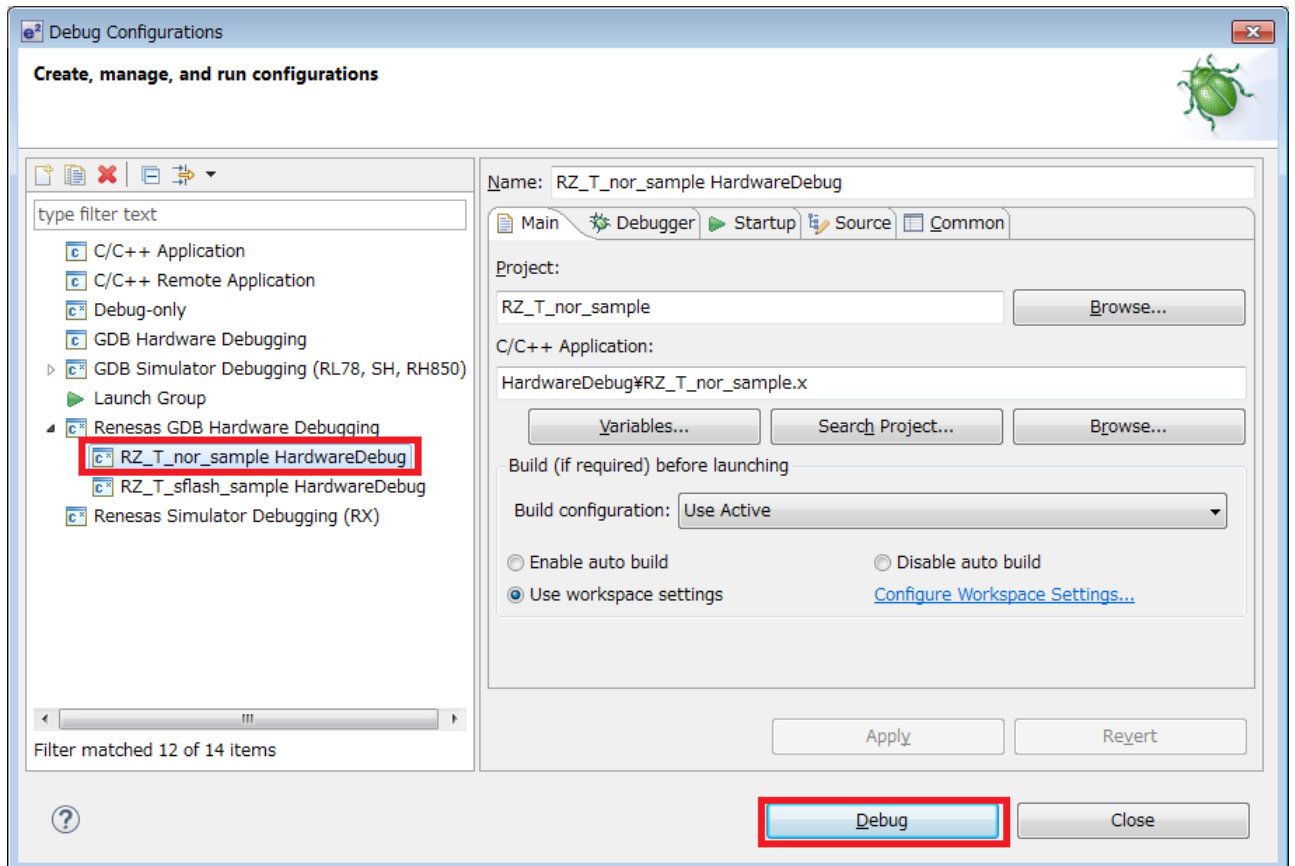 Debug Configurations
Create, manage, and run configurations
type filter text
C/C++ Application
C/C++ Remote Application
Debug-only
GDB Hardware Debugging
GDB Simulator Debugging (RL78, SH, RH850)
Launch Group
Renesas GDB Hardware Debugging
RZ_T_nor_sample HardwareDebug
RZ_T_sflash_sample HardwareDebug
Renesas Simulator Debugging (RX)
Filter matched 12 of 14 items
Name: RZ_T_nor_sample HardwareDebug
Main Debugger Startup Source Common
Project:
RZ_T_nor_sample Browse...
C/C++ Application:
HardwareDebug¥RZ_T_nor_sample.x
Variables... Search Project... Browse...
Build (if required) before launching
Build configuration: Use Active
Enable auto build Disable auto build
Use workspace settings Configure Workspace Settings...
Apply Revert
Debug Close